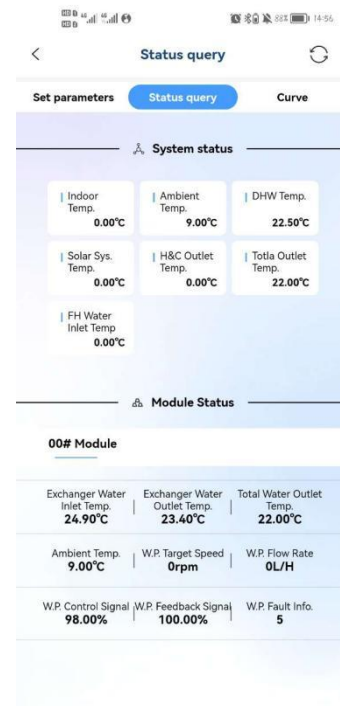 88% 14:56
Status query
Set parameters Status query Curve
System status
Indoor Temp.
0.00°C
Ambient Temp.
9.00°C
DHW Temp.
22.50°C
Solar Sys. Temp.
0.00°C
H&C Outlet Temp.
0.00°C
Totla Outlet Temp.
22.00°C
FH Water Inlet Temp
0.00°C
Module Status
00# Module
Exchanger Water Inlet Temp.
24.90°C
Exchanger Water Outlet Temp.
23.40°C
Total Water Outlet Temp.
22.00°C
Ambient Temp.
9.00°C
W.P. Target Speed
0rpm
W.P. Flow Rate
0L/H
W.P. Control Signal
98.00%
W.P. Feedback Signal
100.00%
W.P. Fault Info.
5